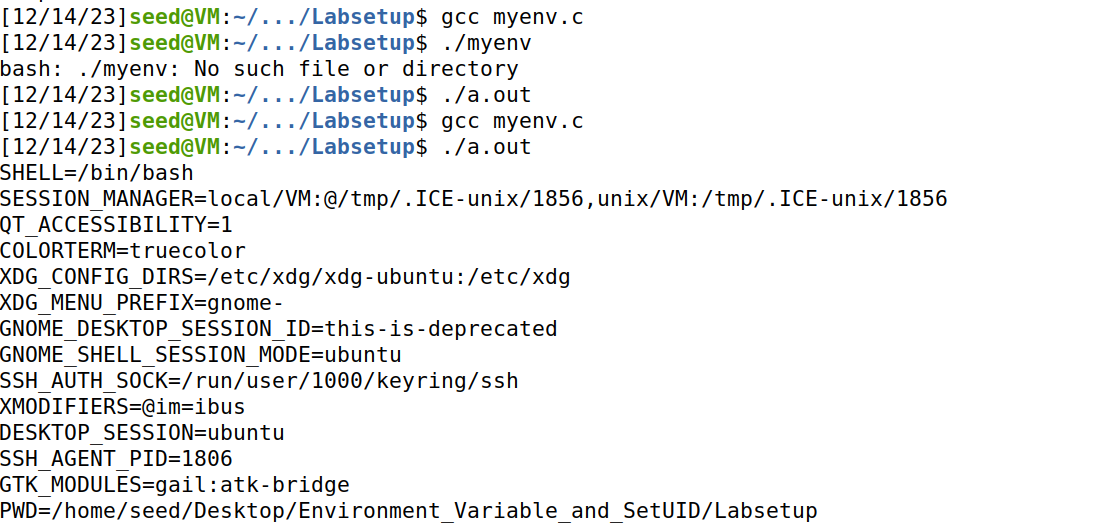 [12/14/23]seed@VM:~/.../Labsetup$ gcc myenv.c
[12/14/23]seed@VM:~/.../Labsetup$ ./myenv
bash: ./myenv: No such file or directory
[12/14/23]seed@VM:~/.../Labsetup$ ./a.out
[12/14/23]seed@VM:~/.../Labsetup$ gcc myenv.c
[12/14/23]seed@VM:~/.../Labsetup$ ./a.out
SHELL=/bin/bash
SESSION_MANAGER=local/VM:@/tmp/.ICE-unix/1856,unix/VM:/tmp/.ICE-unix/1856
QT_ACCESSIBILITY=1
COLORTERM=truecolor
XDG_CONFIG_DIRS=/etc/xdg/xdg-ubuntu:/etc/xdg
XDG_MENU_PREFIX=gnome-
GNOME_DESKTOP_SESSION_ID=this-is-deprecated
GNOME_SHELL_SESSION_MODE=ubuntu
SSH_AUTH_SOCK=/run/user/1000/keyring/ssh
XMODIFIERS=@im=ibus
DESKTOP_SESSION=ubuntu
SSH_AGENT_PID=1806
GTK_MODULES=gail:atk-bridge
PWD=/home/seed/Desktop/Environment_Variable_and_SetUID/Labsetup